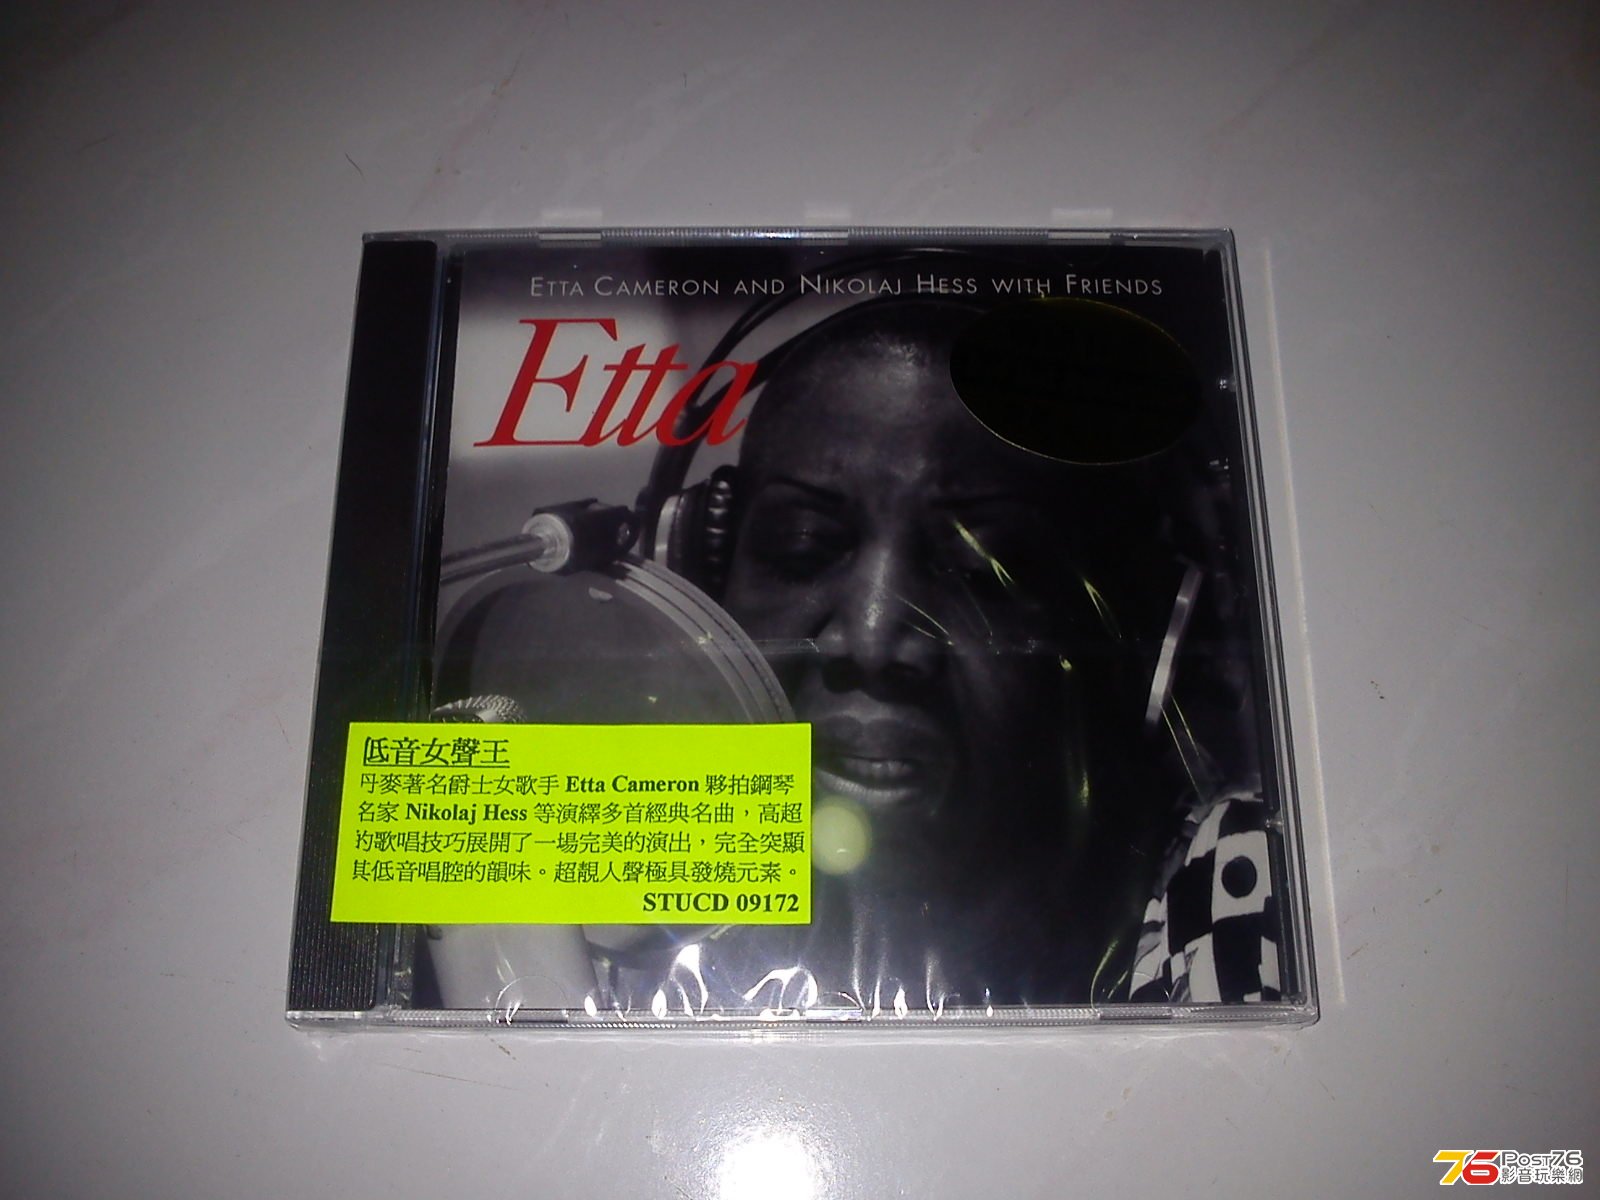 ETTA CAMERON AND NIKOLAJ HESS WITH FRIENDS
Etta
低音女聲王
丹麥著名爵士女歌手 Etta Cameron 夥拍鋼琴
名家 Nikolaj Hess 等演繹多首經典名曲，高超
的歌唱技巧展開了一場完美的演出，完全突顯
其低音唱腔的韻味。超靚人聲極具發燒元素。
STUCD 09172
76 Post76
影音玩樂網